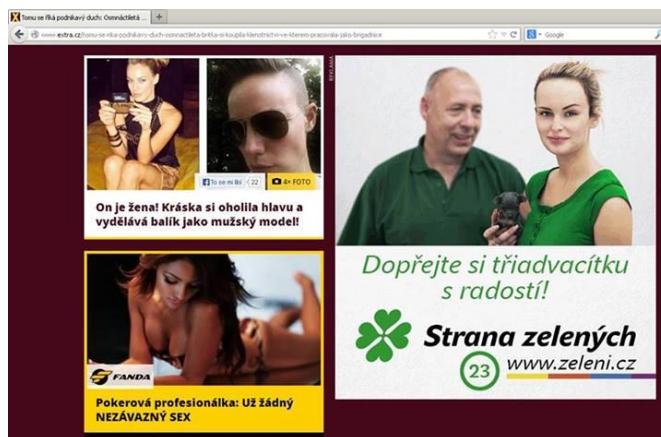 Tomu se říká podnikavý duch: Osmnáctiletá ...
www.extra.cz/tomu-se-rika-podnikavy-duch-osmnactileta-britka-si-koupila-klenotnictvi-ve-kterem-pracovala-jako-brigadnice
Google
REKLAMA
To se mi líbí 22
4× FOTO
On je žena! Kráska si oholila hlavu a
vydělává balík jako mužský model!
FANDA
Pokerová profesionálka: Už žádný
NEZÁVAZNÝ SEX
Dopřejte si třiadvacítku
s radostí!
Strana zelených
23 www.zeleni.cz